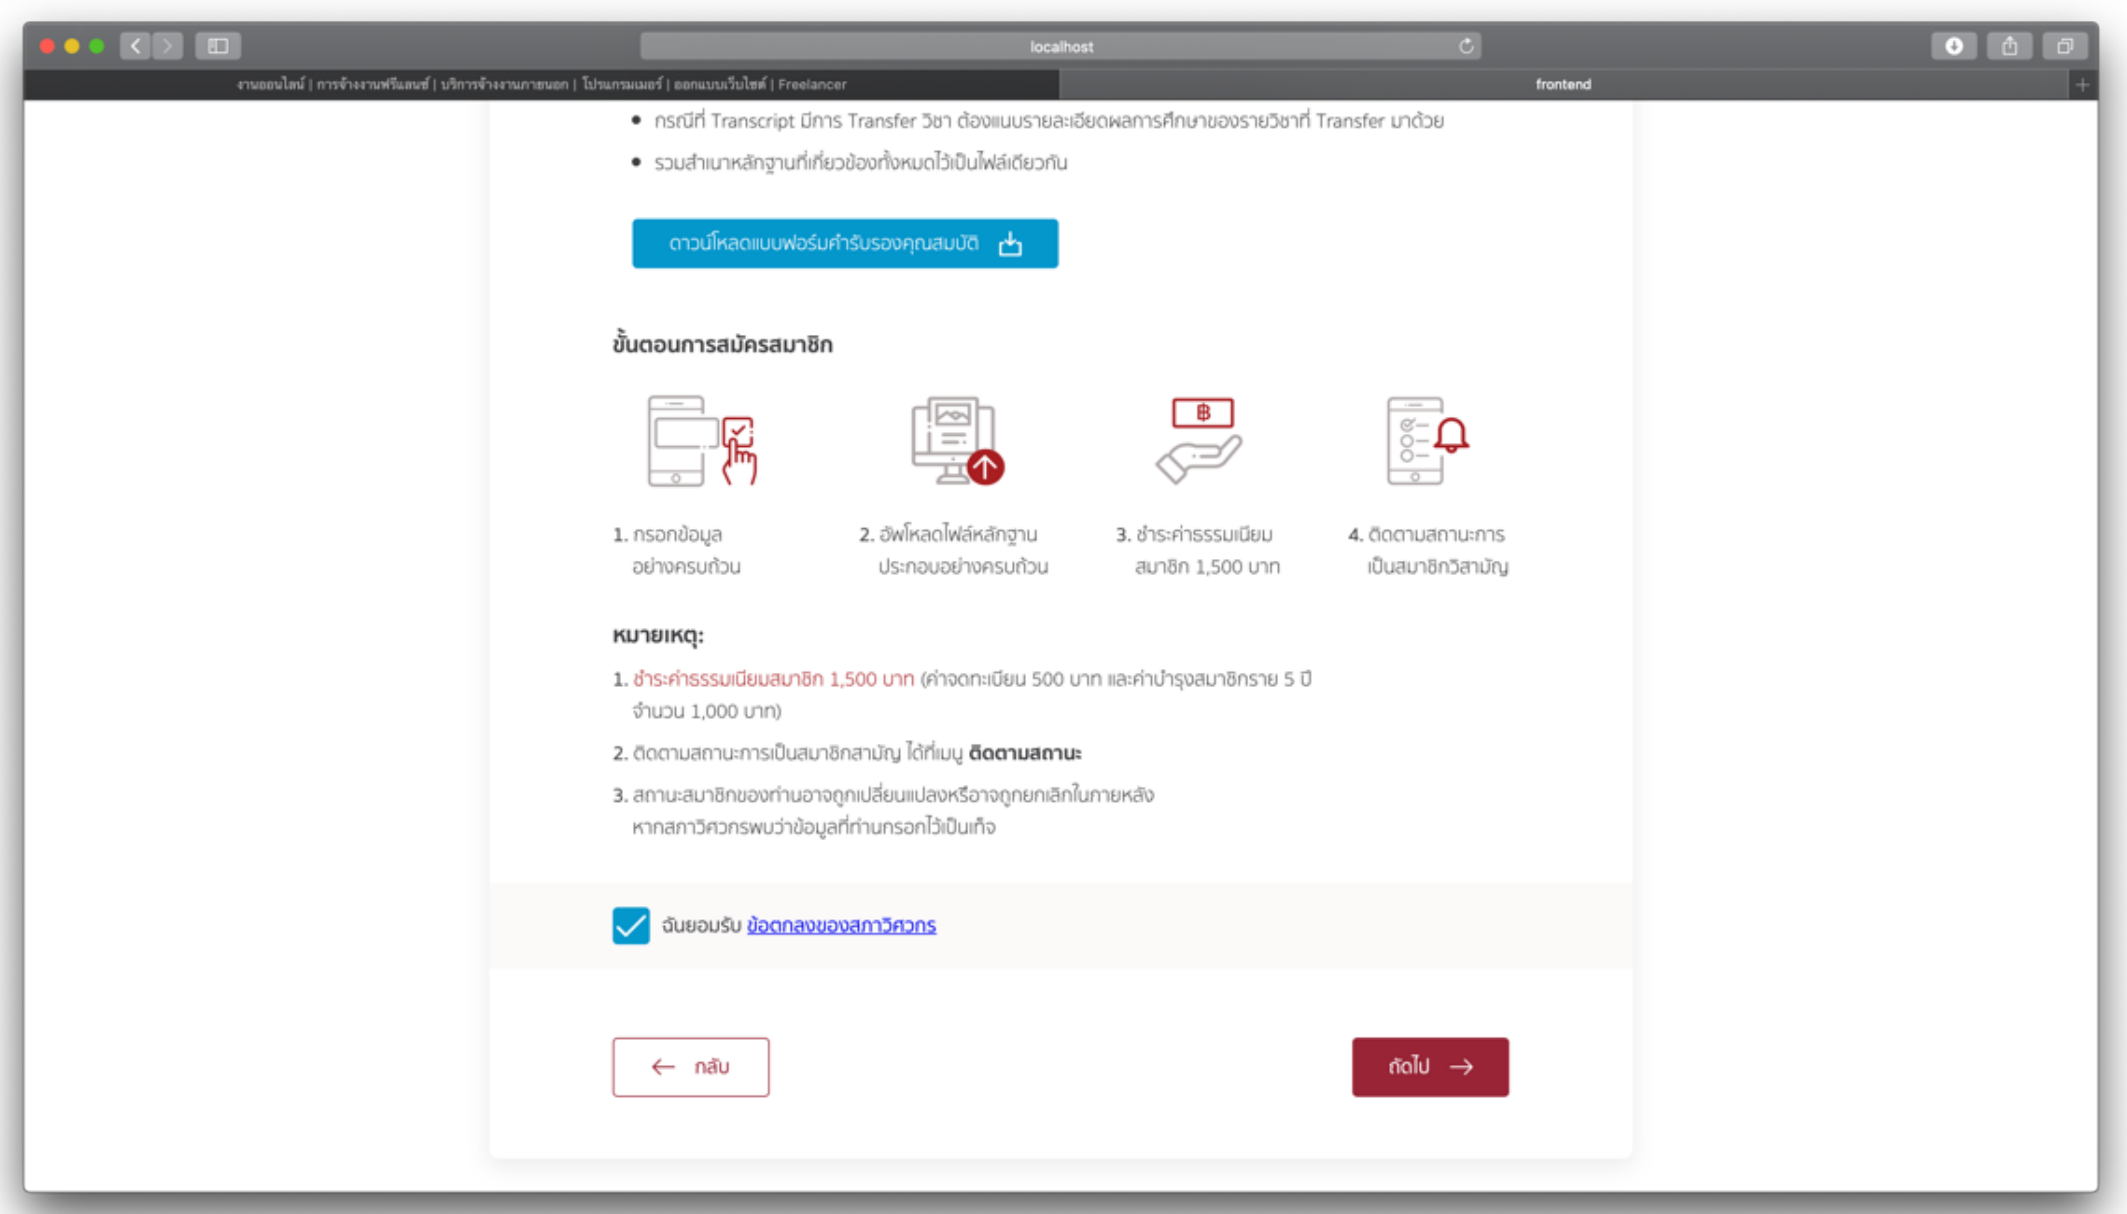 localhost
งานออนไลน์ | การจ้างงานฟรีแลนซ์ | บริการจ้างงานภายนอก | โปรแกรมเมอร์ | ออกแบบเว็บไซต์ | Freelancer
frontend
กรณีที่ Transcript มีการ Transfer วิชา ต้องแนบรายละเอียดผลการศึกษาของรายวิชาที่ Transfer มาด้วย
รวมสำเนาหลักฐานที่เกี่ยวข้องทั้งหมดไว้เป็นไฟล์เดียวกัน
ดาวน์โหลดแบบฟอร์มคำรับรองคุณสมบัติ
ขั้นตอนการสมัครสมาชิก
฿
1. กรอกข้อมูล
อย่างครบถ้วน
2. อัพโหลดไฟล์หลักฐาน
ประกอบอย่างครบถ้วน
3. ชำระค่าธรรมเนียม
สมาชิก 1,500 บาท
4. ติดตามสถานะการ
เป็นสมาชิกวิสามัญ
หมายเหตุ:
1. ชำระค่าธรรมเนียมสมาชิก 1,500 บาท (ค่าจดทะเบียน 500 บาท และค่าบำรุงสมาชิกราย 5 ปี
จำนวน 1,000 บาท)
2. ติดตามสถานะการเป็นสมาชิกสามัญ ได้ที่เมนู ติดตามสถานะ
3. สถานะสมาชิกของท่านอาจถูกเปลี่ยนแปลงหรืออาจถูกยกเลิกในภายหลัง
หากสภาวิศวกรพบว่าข้อมูลที่ท่านกรอกไว้เป็นเท็จ
ฉันยอมรับ ข้อตกลงของสภาวิศวกร
กลับ
ถัดไป